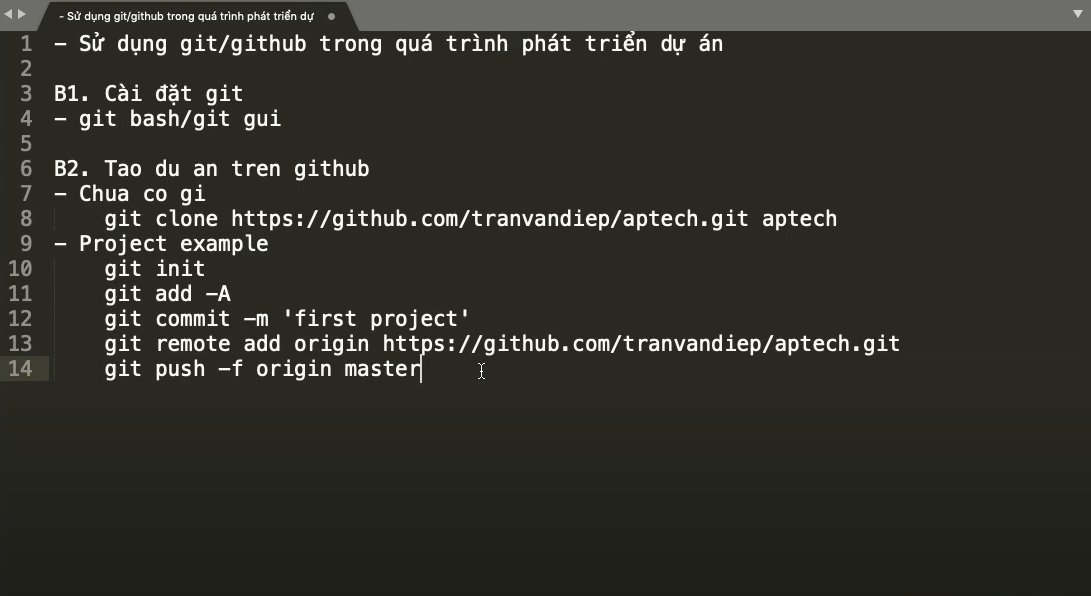 - Sử dụng git/github trong quá trình phát triển dự
1 - Sử dụng git/github trong quá trình phát triển dự án
2
3 B1. Cài đặt git
4 - git bash/git gui
5
6 B2. Tao du an tren github
7 - Chua co gi
8 git clone https://github.com/tranvandiep/aptech.git aptech
9 - Project example
10 git init
11 git add -A
12 git commit -m 'first project'
13 git remote add origin https://github.com/tranvandiep/aptech.git
14 git push -f origin master